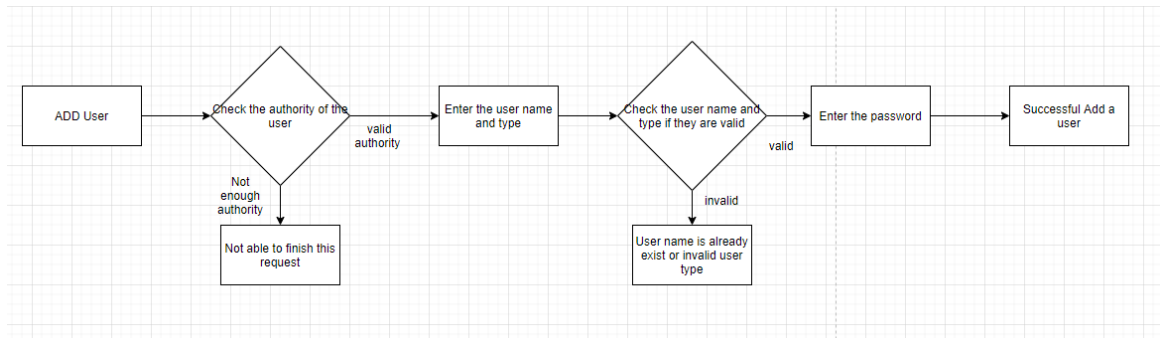 ADD User
Check the authority of the
user
valid
authority
Not
enough
authority
Not able to finish this
request
Enter the user name
and type
Check the user name and
type if they are valid
valid
invalid
User name is already
exist or invalid user
type
Enter the password
Successful Add a
user